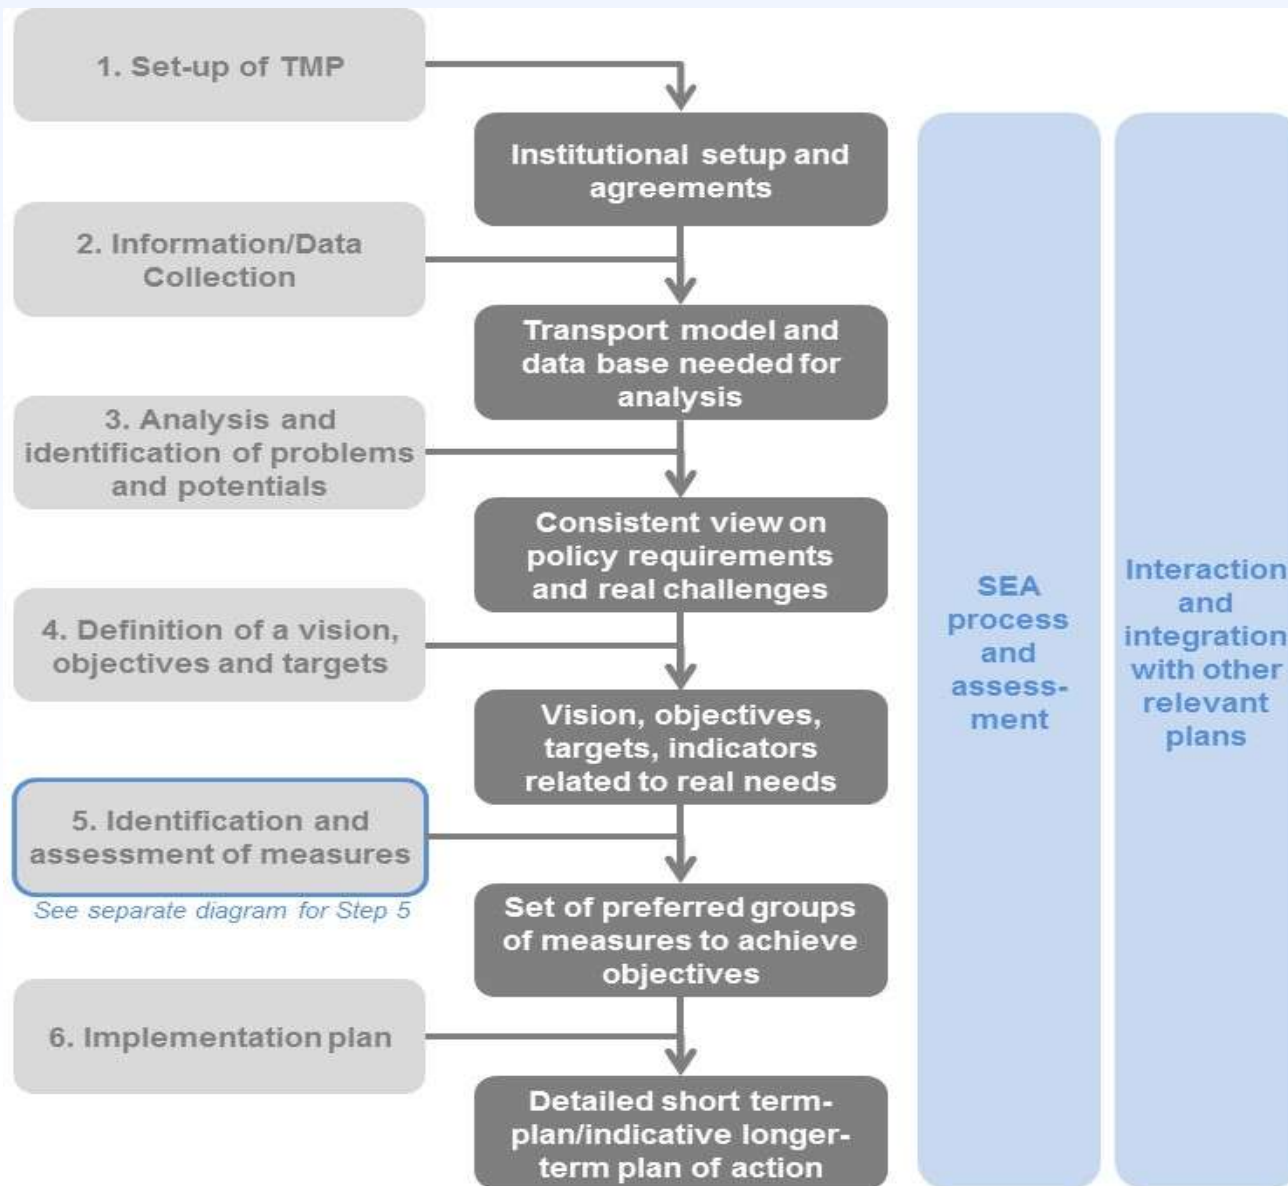 1. Set-up of TMP
Institutional setup and
agreements
2. Information/Data
Collection
Transport model and
data base needed for
analysis
3. Analysis and
identification of problems
and potentials
Consistent view on
policy requirements
and real challenges
4. Definition of a vision,
objectives and targets
Vision, objectives,
targets, indicators
related to real needs
5. Identification and
assessment of measures
See separate diagram for Step 5
Set of preferred groups
of measures to achieve
objectives
6. Implementation plan
Detailed short term-
plan/indicative longer-
term plan of action
SEA
process
and
assess-
ment
Interaction
and
integration
with other
relevant
plans